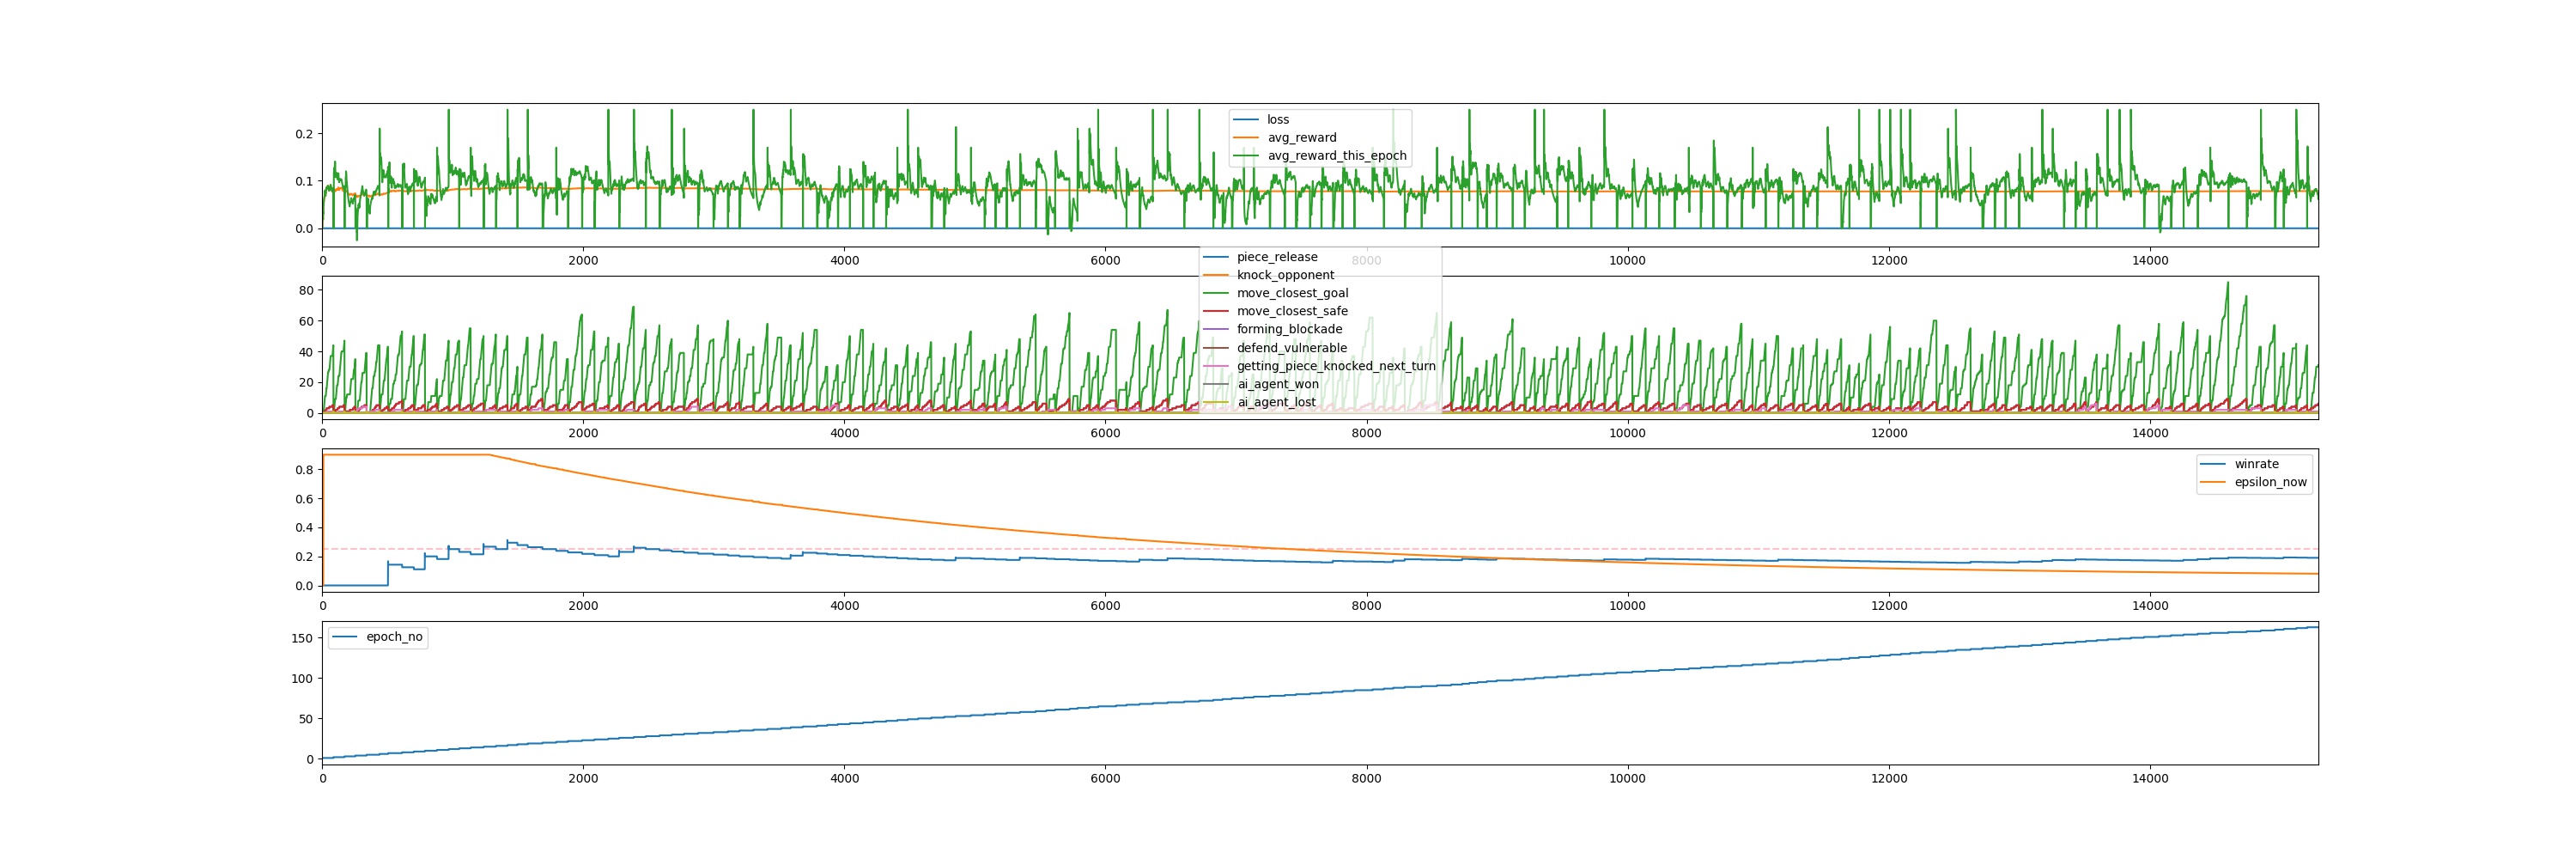 0.2
0.1
0.0
loss
avg_reward
avg_reward_this_epoch
0 2000 4000 6000 8000 10000 12000 14000
80
60
40
20
0
piece_release
knock_opponent
move_closest_goal
move_closest_safe
forming_blockade
defend_vulnerable
getting_piece_knocked_next_turn
ai_agent_won
ai_agent_lost
0 2000 4000 6000 8000 10000 12000 14000
0.8
0.6
0.4
0.2
0.0
winrate
epsilon_now
0 2000 4000 6000 8000 10000 12000 14000
150
100
50
0
epoch_no
0 2000 4000 6000 8000 10000 12000 14000